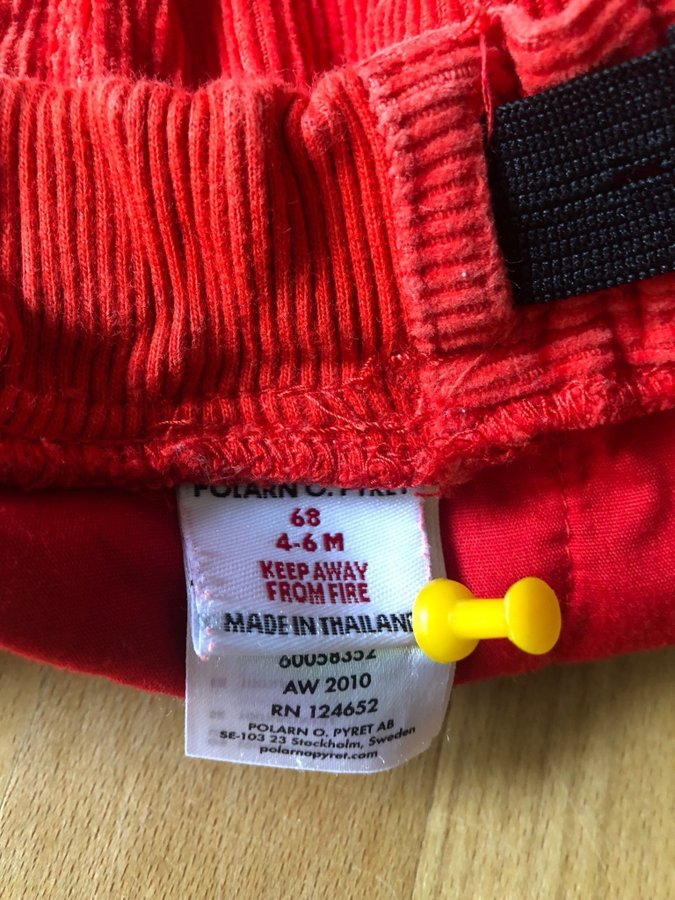 POLARN O. PYRET
68
4-6 M
KEEP AWAY
FROM FIRE
MADE IN THAILAND
60058352
AW 2010
RN 124652
POLARN O. PYRET AB
SE-103 23 Stockholm, Sweden
polarnopyret.com